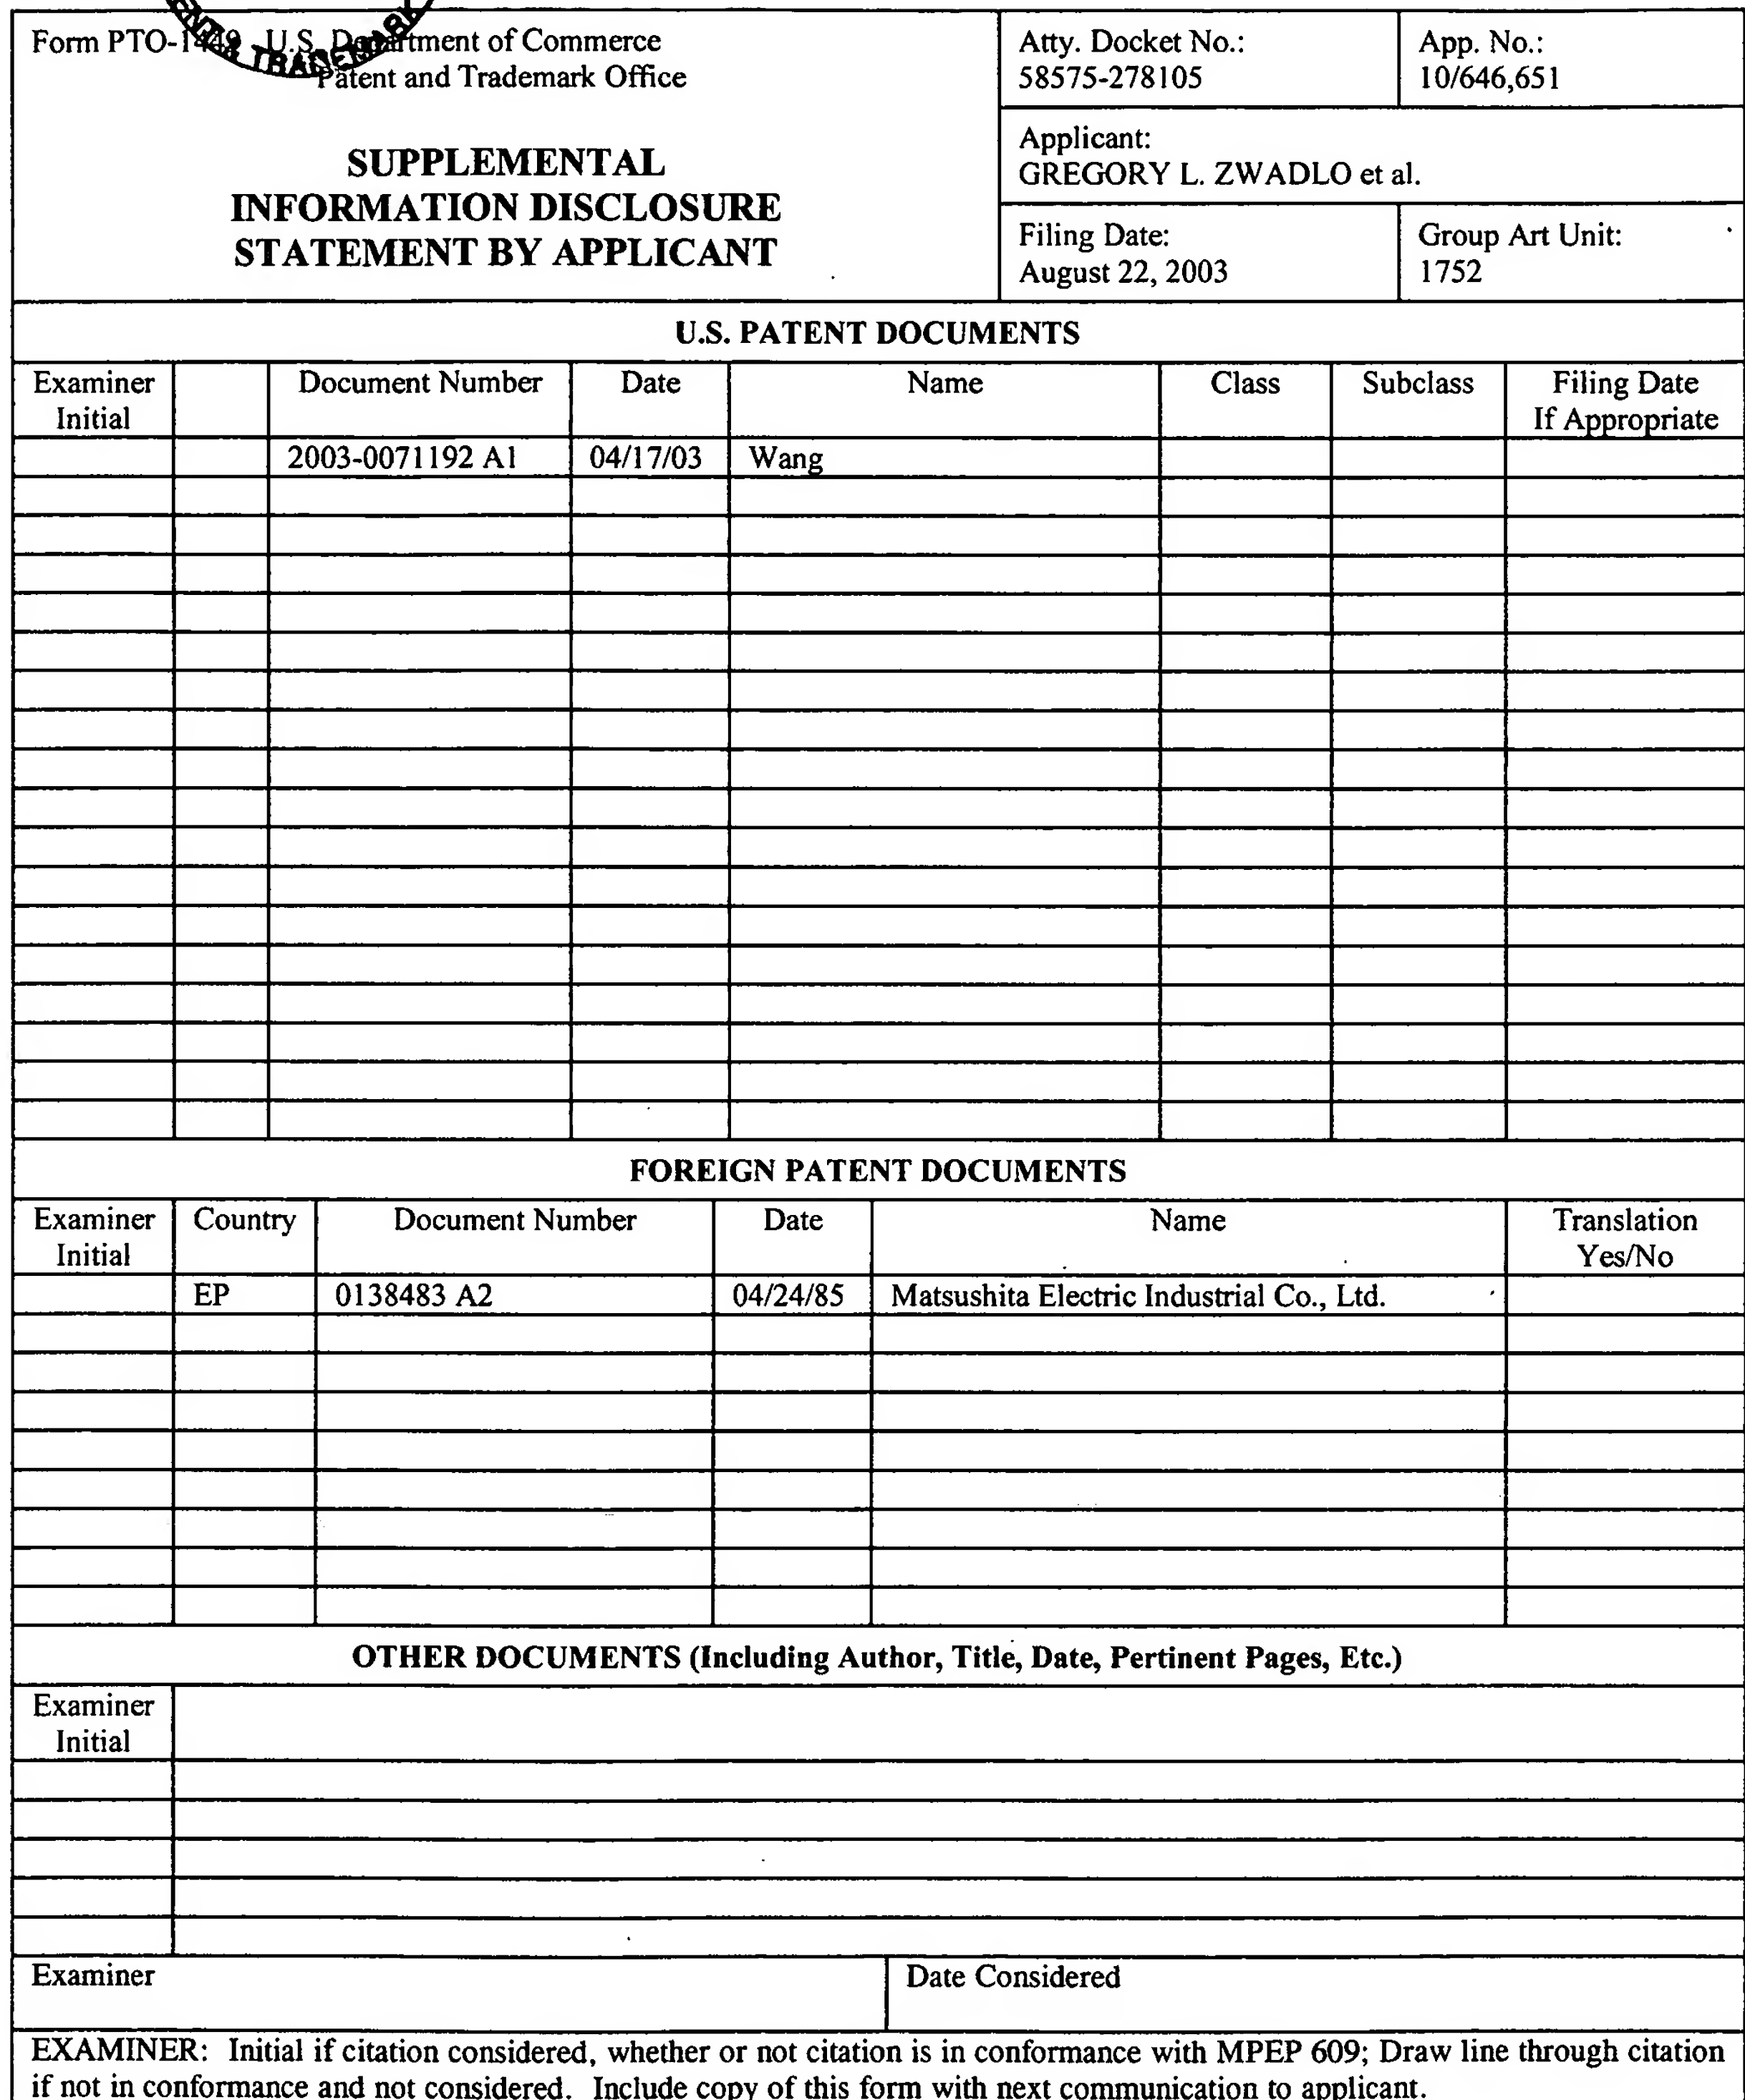 Form PTO-1449 U.S. Department of Commerce
Patent and Trademark Office
SUPPLEMENTAL
INFORMATION DISCLOSURE
STATEMENT BY APPLICANT
Atty. Docket No.:
58575-278105
App. No.:
10/646,651
Applicant:
GREGORY L. ZWADLO et al.
Filing Date:
August 22, 2003
Group Art Unit:
1752
U.S. PATENT DOCUMENTS
Examiner
Initial
Document Number
Date
Name
Class
Subclass
Filing Date
If Appropriate
2003-0071192 A1 04/17/03 Wang
FOREIGN PATENT DOCUMENTS
Examiner
Initial
Country
Document Number
Date
Name
Translation
Yes/No
EP 0138483 A2 04/24/85 Matsushita Electric Industrial Co., Ltd.
OTHER DOCUMENTS (Including Author, Title, Date, Pertinent Pages, Etc.)
Examiner
Initial
Examiner
Date Considered
EXAMINER: Initial if citation considered, whether or not citation is in conformance with MPEP 609; Draw line through citation
if not in conformance and not considered. Include copy of this form with next communication to applicant.